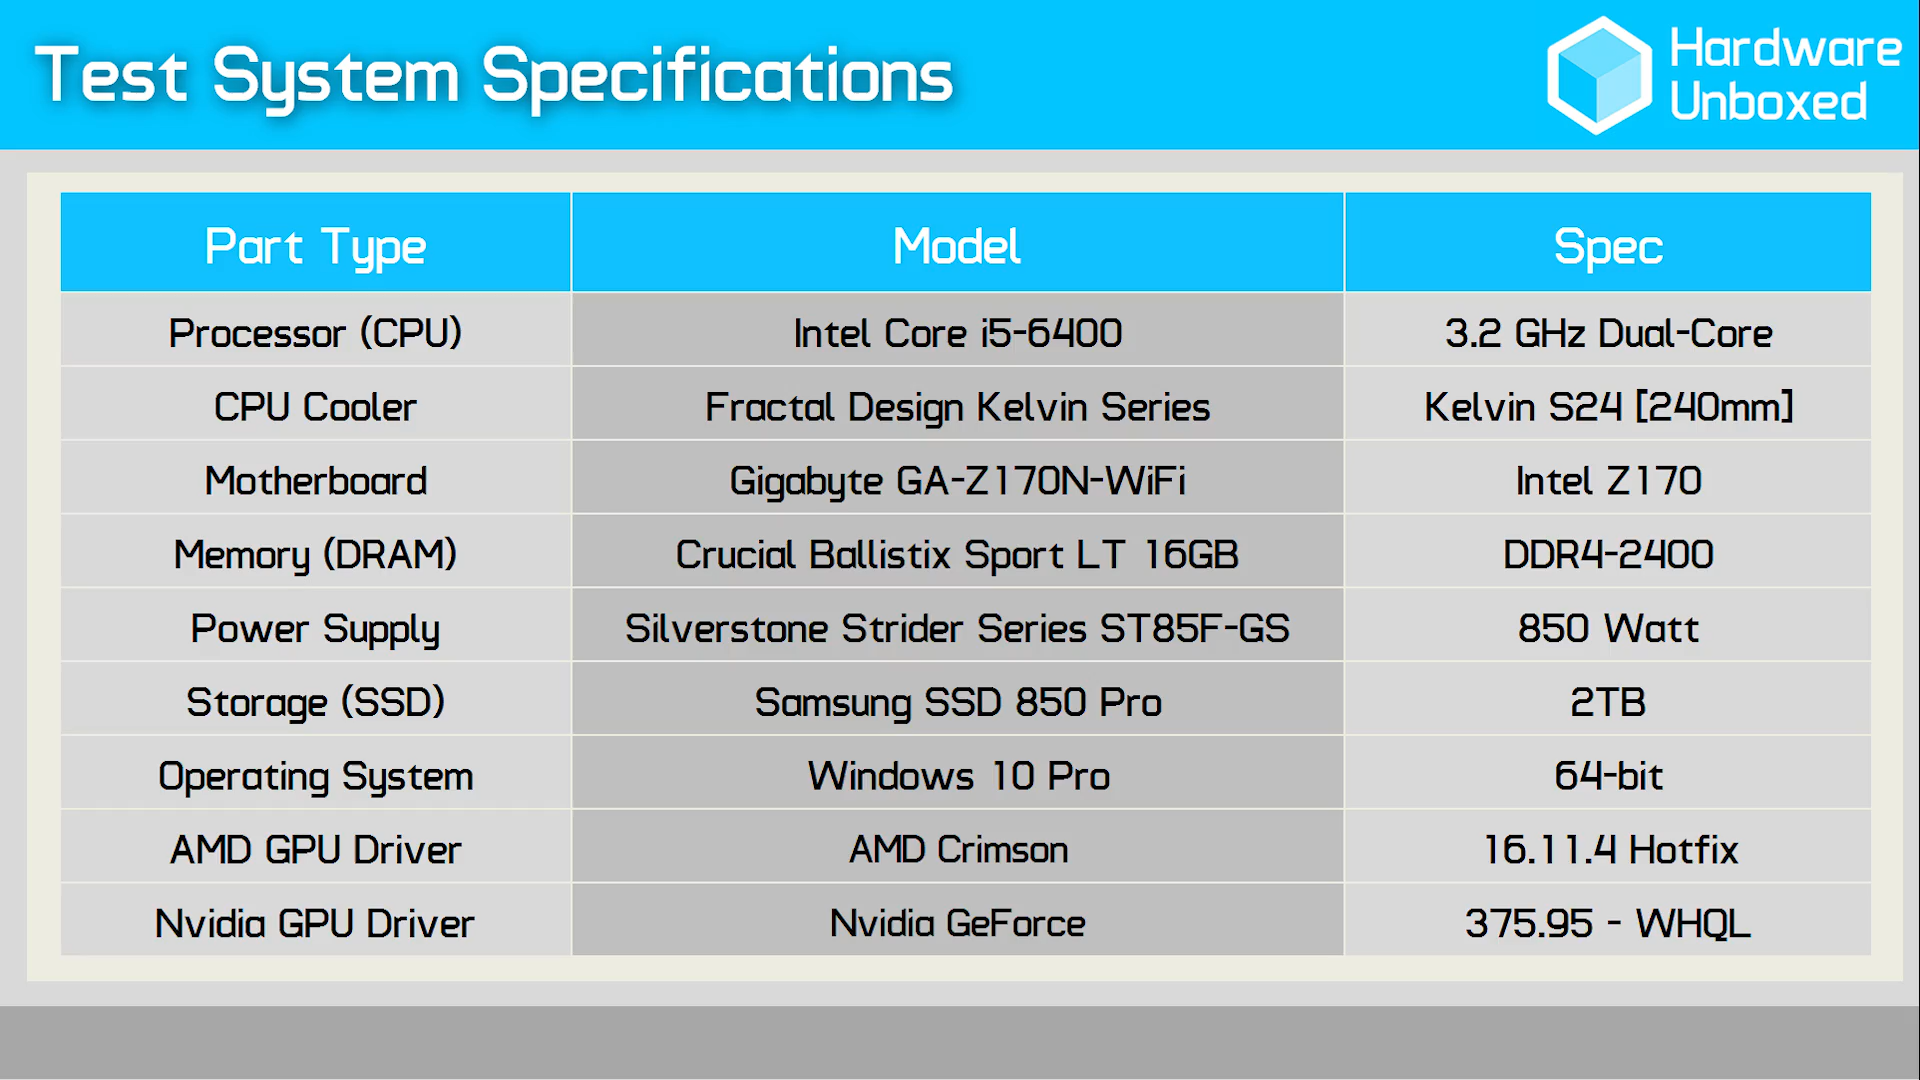 Test System Specifications
Hardware
Unboxed
Part Type Model Spec
Processor (CPU) Intel Core i5-6400 3.2 GHz Dual-Core
CPU Cooler Fractal Design Kelvin Series Kelvin S24 [240mm]
Motherboard Gigabyte GA-Z170N-WiFi Intel Z170
Memory (DRAM) Crucial Ballistix Sport LT 16GB DDR4-2400
Power Supply Silverstone Strider Series ST85F-GS 850 Watt
Storage (SSD) Samsung SSD 850 Pro 2TB
Operating System Windows 10 Pro 64-bit
AMD GPU Driver AMD Crimson 16.11.4 Hotfix
Nvidia GPU Driver Nvidia GeForce 375.95 - WHQL